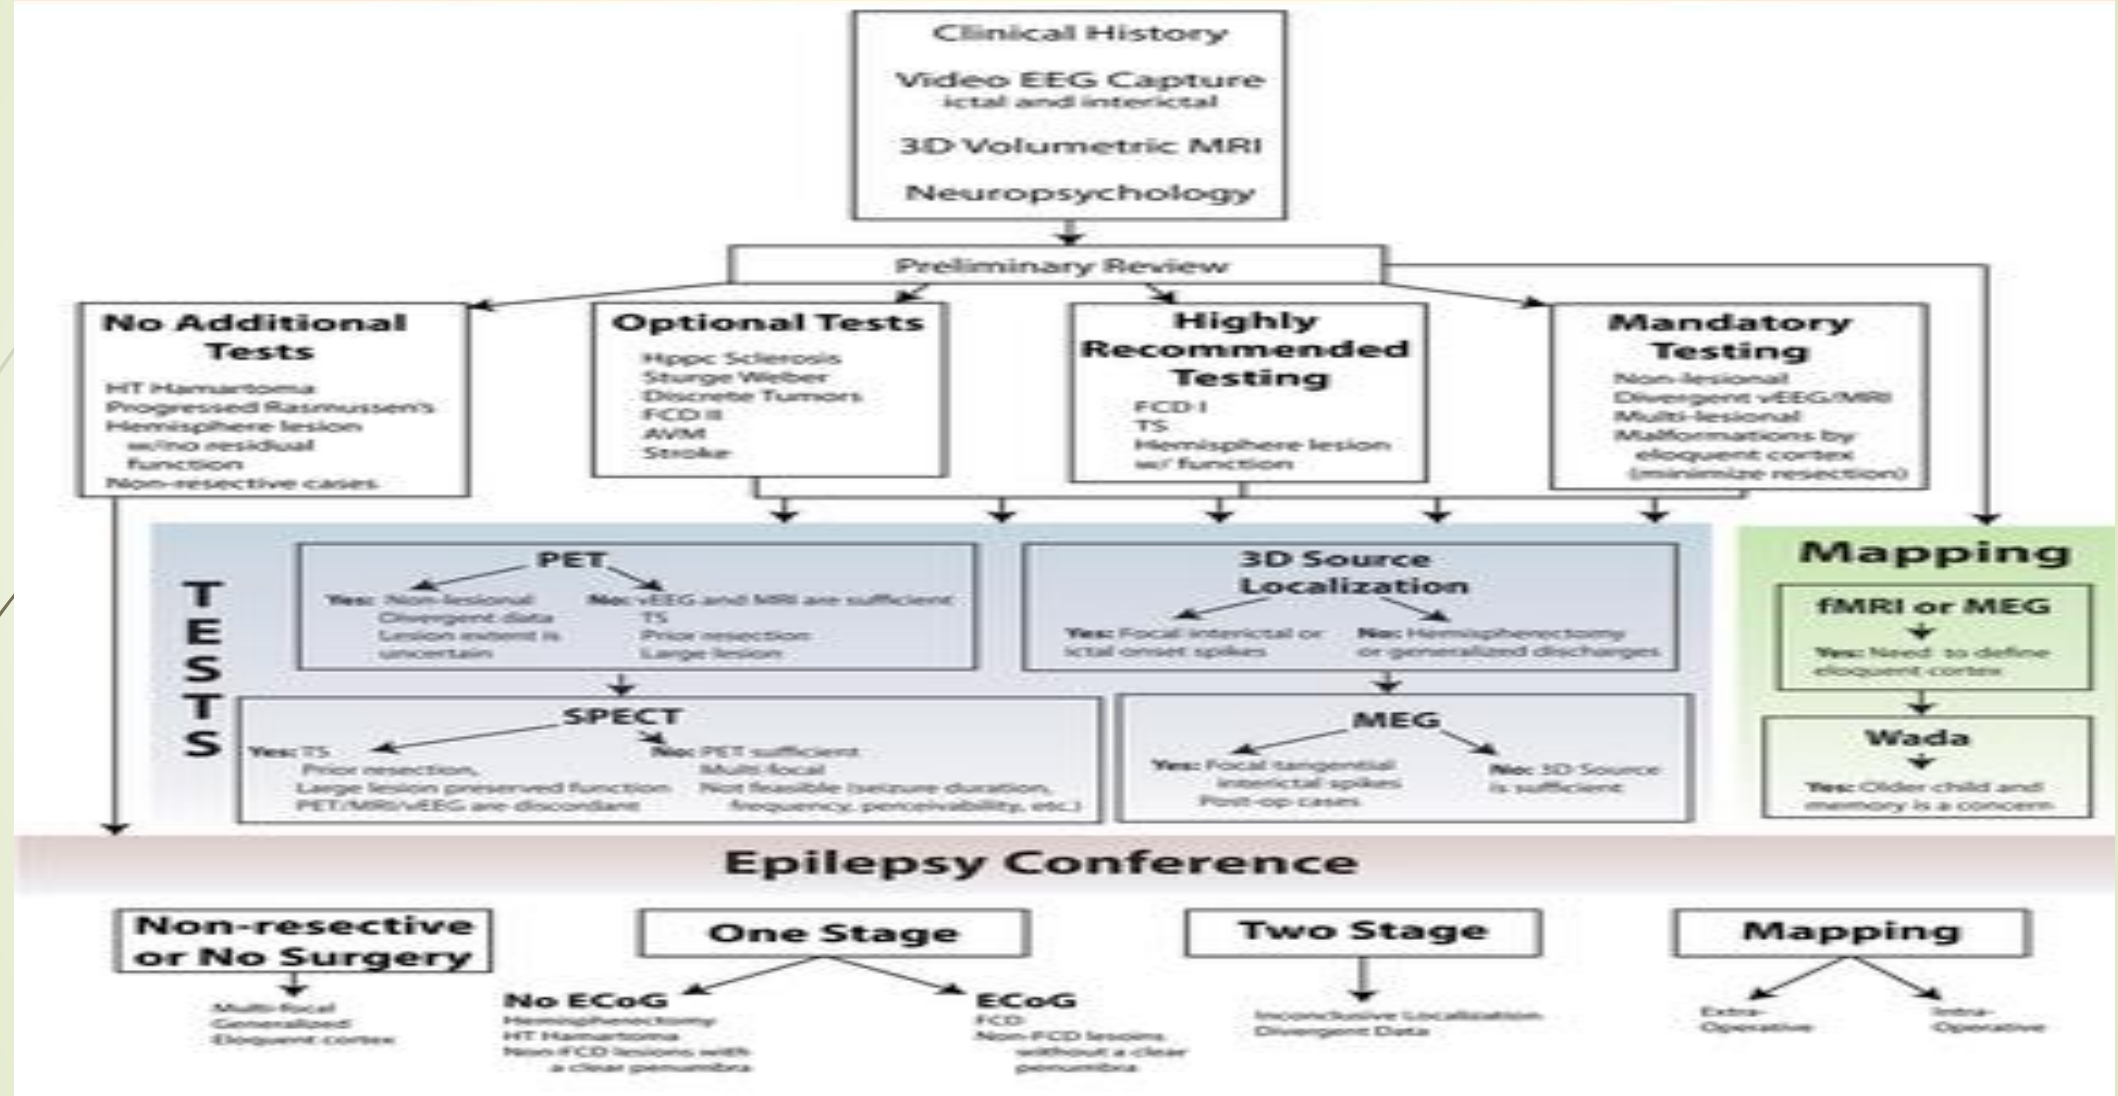 Clinical History
Video EEG Capture
ictal and interictal
3D Volumetric MRI
Neuropsychology
Preliminary Review
No Additional
Tests
HT Hamartoma
Progressed Rasmussen's
Hemisphere lesion
w/no residual
function
Non-resective cases
Optional Tests
Hippc Sclerosis
Sturge Weber
Discrete Tumors
FCD II
AVM
Stroke
Highly
Recommended
Testing
FCD I
TS
Hemisphere lesion
w/ function
Mandatory
Testing
Non-lesional
Divergent vEEG/MRI
Multi-lesional
Malformations by
eloquent cortex
(minimize resection)
TESTS
PET
Yes: Non-lesional
Divergent data
Lesion extent is
uncertain
No: vEEG and MRI are sufficient
TS
Prior resection
Large lesion
3D Source
Localization
Yes: Focal interictal or
ictal onset spikes
No: Hemispherectomy
or generalized discharges
SPECT
Yes: TS
Prior resection,
Large lesion preserved function
PET/MRI/vEEG are discordant
No: PET sufficient
Multi-focal
Not feasible (seizure duration,
frequency, perceivability, etc.)
MEG
Yes: Focal tangential
interictal spikes
Post-op cases
No: 3D Source
is sufficient
Mapping
fMRI or MEG
Yes: Need to define
eloquent cortex
Wada
Yes: Older child and
memory is a concern
Epilepsy Conference
Non-resective
or No Surgery
Multi-focal
Generalized
Eloquent cortex
One Stage
No ECoG
Hemispherectomy
HT Hamartoma
Non-FCD lesions with
a clear penumbra
ECoG
FCD
Non-FCD lesoins
without a clear
penumbra
Two Stage
Inconclusive Localization
Divergent Data
Mapping
Extra-
Operative
Intra-
Operative